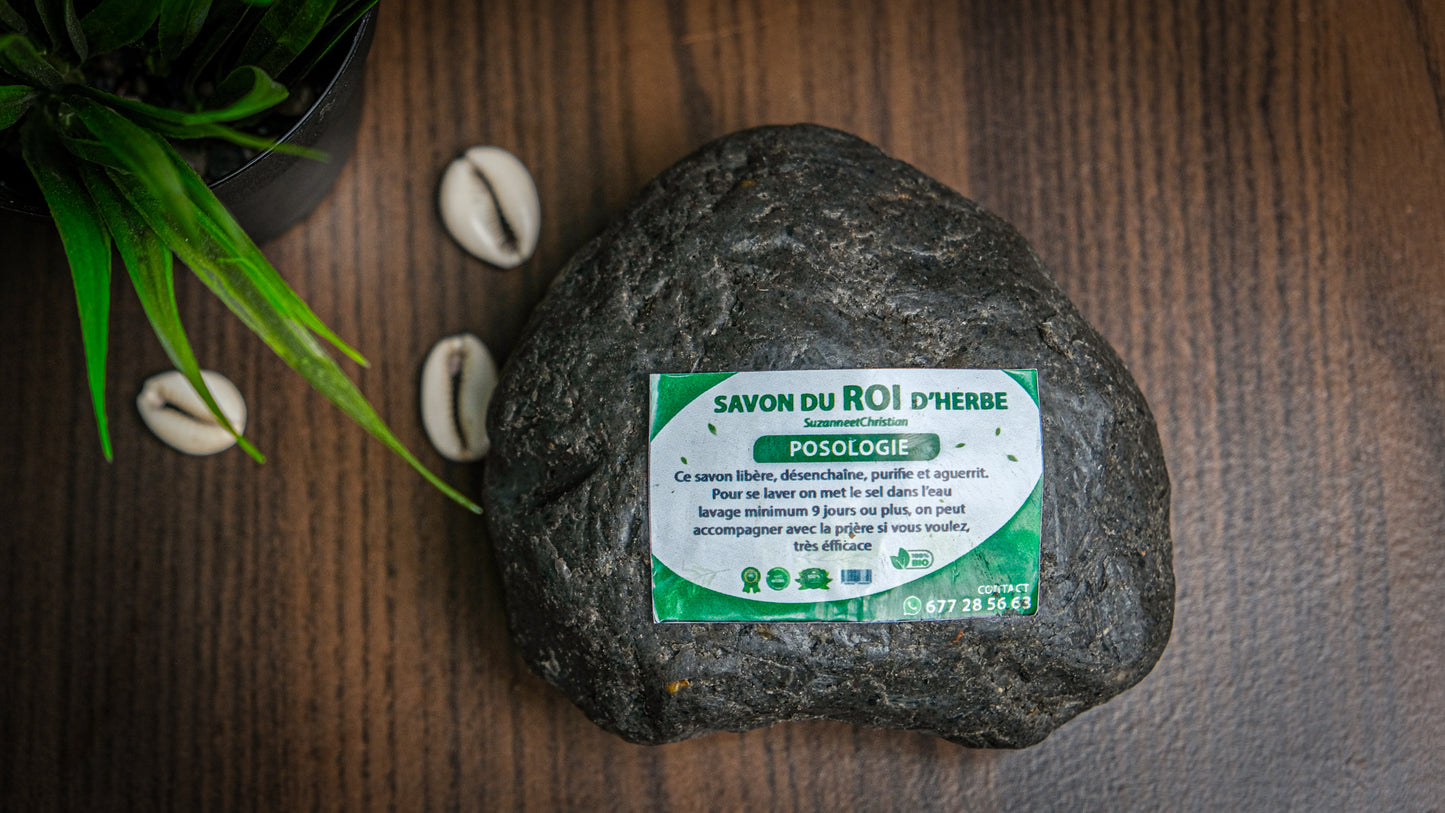 SAVON DU ROI D'HERBE
SuzanneetChristian
POSOLOGIE
Ce savon libère, désenchaîne, purifie et aguerrit.
Pour se laver on met le sel dans l'eau
lavage minimum 9 jours ou plus, on peut
accompagner avec la prière si vous voulez,
très éfficace
100%
BIO
CONTACT
677 28 56 63